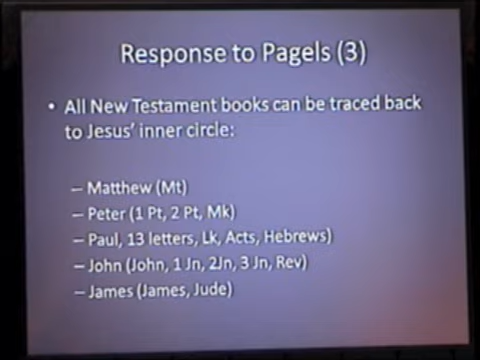 Response to Pagels (3)
• All New Testament books can be traced back
to Jesus' inner circle:
– Matthew (Mt)
– Peter (1 Pt, 2 Pt, Mk)
– Paul, 13 letters, Lk, Acts, Hebrews)
– John (John, 1 Jn, 2Jn, 3 Jn, Rev)
– James (James, Jude)